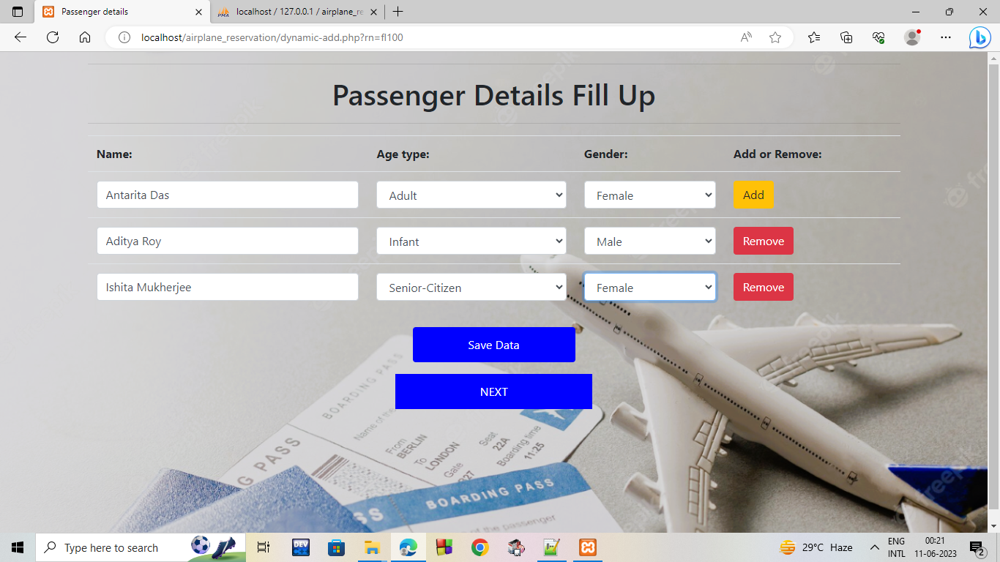 Passenger details
localhost / 127.0.0.1 / airplane_re
localhost/airplane_reservation/dynamic-add.php?rn=fl100
Passenger Details Fill Up
Name: Age type: Gender: Add or Remove:
Antarita Das Adult Female Add
Aditya Roy Infant Male Remove
Ishita Mukherjee Senior-Citizen Female Remove
Save Data
NEXT
BOARDING PASS
Name of the
From
BERLIN
To
LONDON
Gate
Seat
22A
Boarding time
11:25
PASS
BOARDING PASS
of the passenger
freepik
Type here to search
DEV
29°C Haze
ENG
INTL
00:21
11-06-2023
2